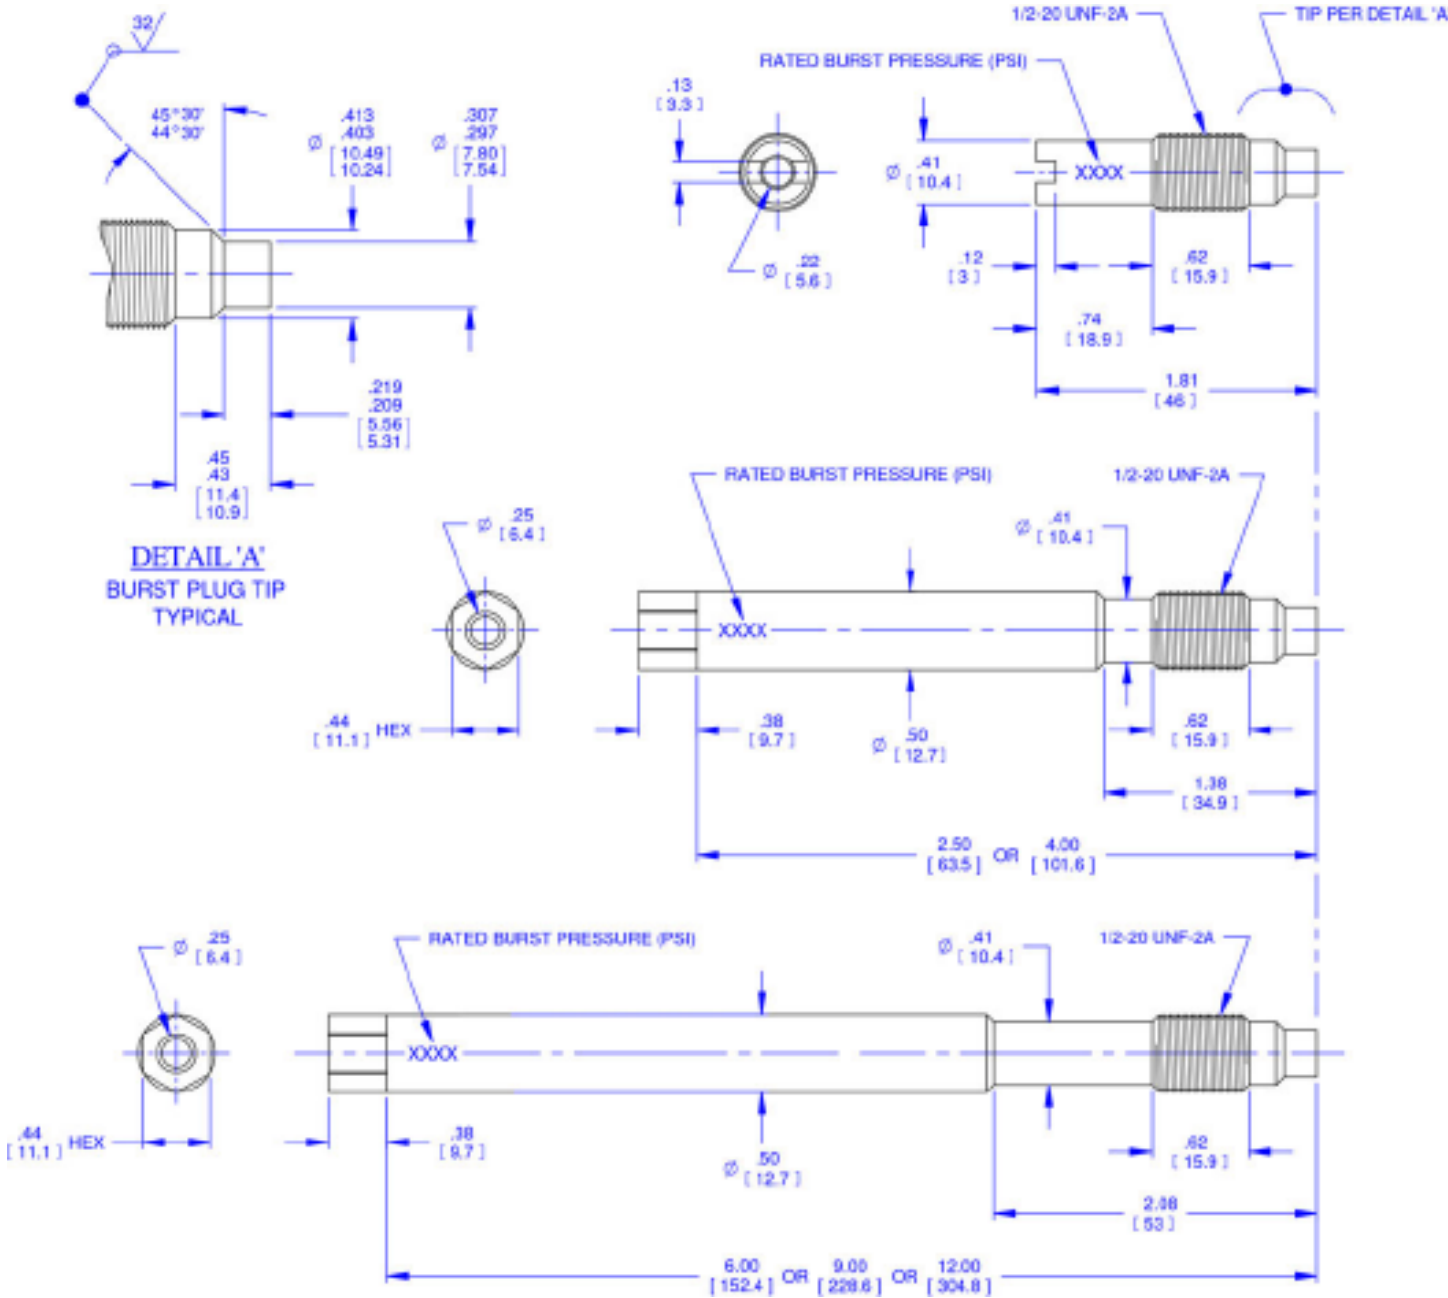 32
45°30'
44°30'
Ø .413
.403
[10.49]
[10.24]
Ø .307
.297
[7.80]
[7.54]
.219
.209
[5.56]
[5.31]
.45
.43
[11.4]
[10.9]
DETAIL 'A'
BURST PLUG TIP
TYPICAL
1/2-20 UNF-2A
TIP PER DETAIL 'A
RATED BURST PRESSURE (PSI)
.13
[3.3]
Ø .41
[10.4]
XXXX
Ø .22
[5.6]
.12
[3]
.62
[15.9]
.74
[18.9]
1.81
[46]
RATED BURST PRESSURE (PSI)
1/2-20 UNF-2A
Ø .25
[6.4]
Ø .41
[10.4]
XXXX
.44
[11.1] HEX
.38
[9.7]
Ø .50
[12.7]
.62
[15.9]
1.38
[34.9]
2.50 OR 4.00
[63.5] [101.6]
RATED BURST PRESSURE (PSI)
1/2-20 UNF-2A
Ø .25
[6.4]
Ø .41
[10.4]
XXXX
.44
[11.1] HEX
.38
[9.7]
Ø .50
[12.7]
.62
[15.9]
2.08
[53]
6.00 OR 9.00 OR 12.00
[152.4] [228.6] [304.8]